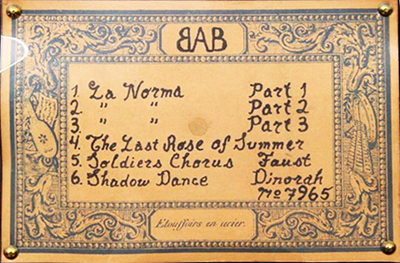 BAB
1. La Norma Part 1
2. " " Part 2
3. " " Part 3
4. The Last Rose of Summer
5. Soldiers Chorus Faust
6. Shadow Dance Dinorah
No 7965
Etouffoirs en acier.